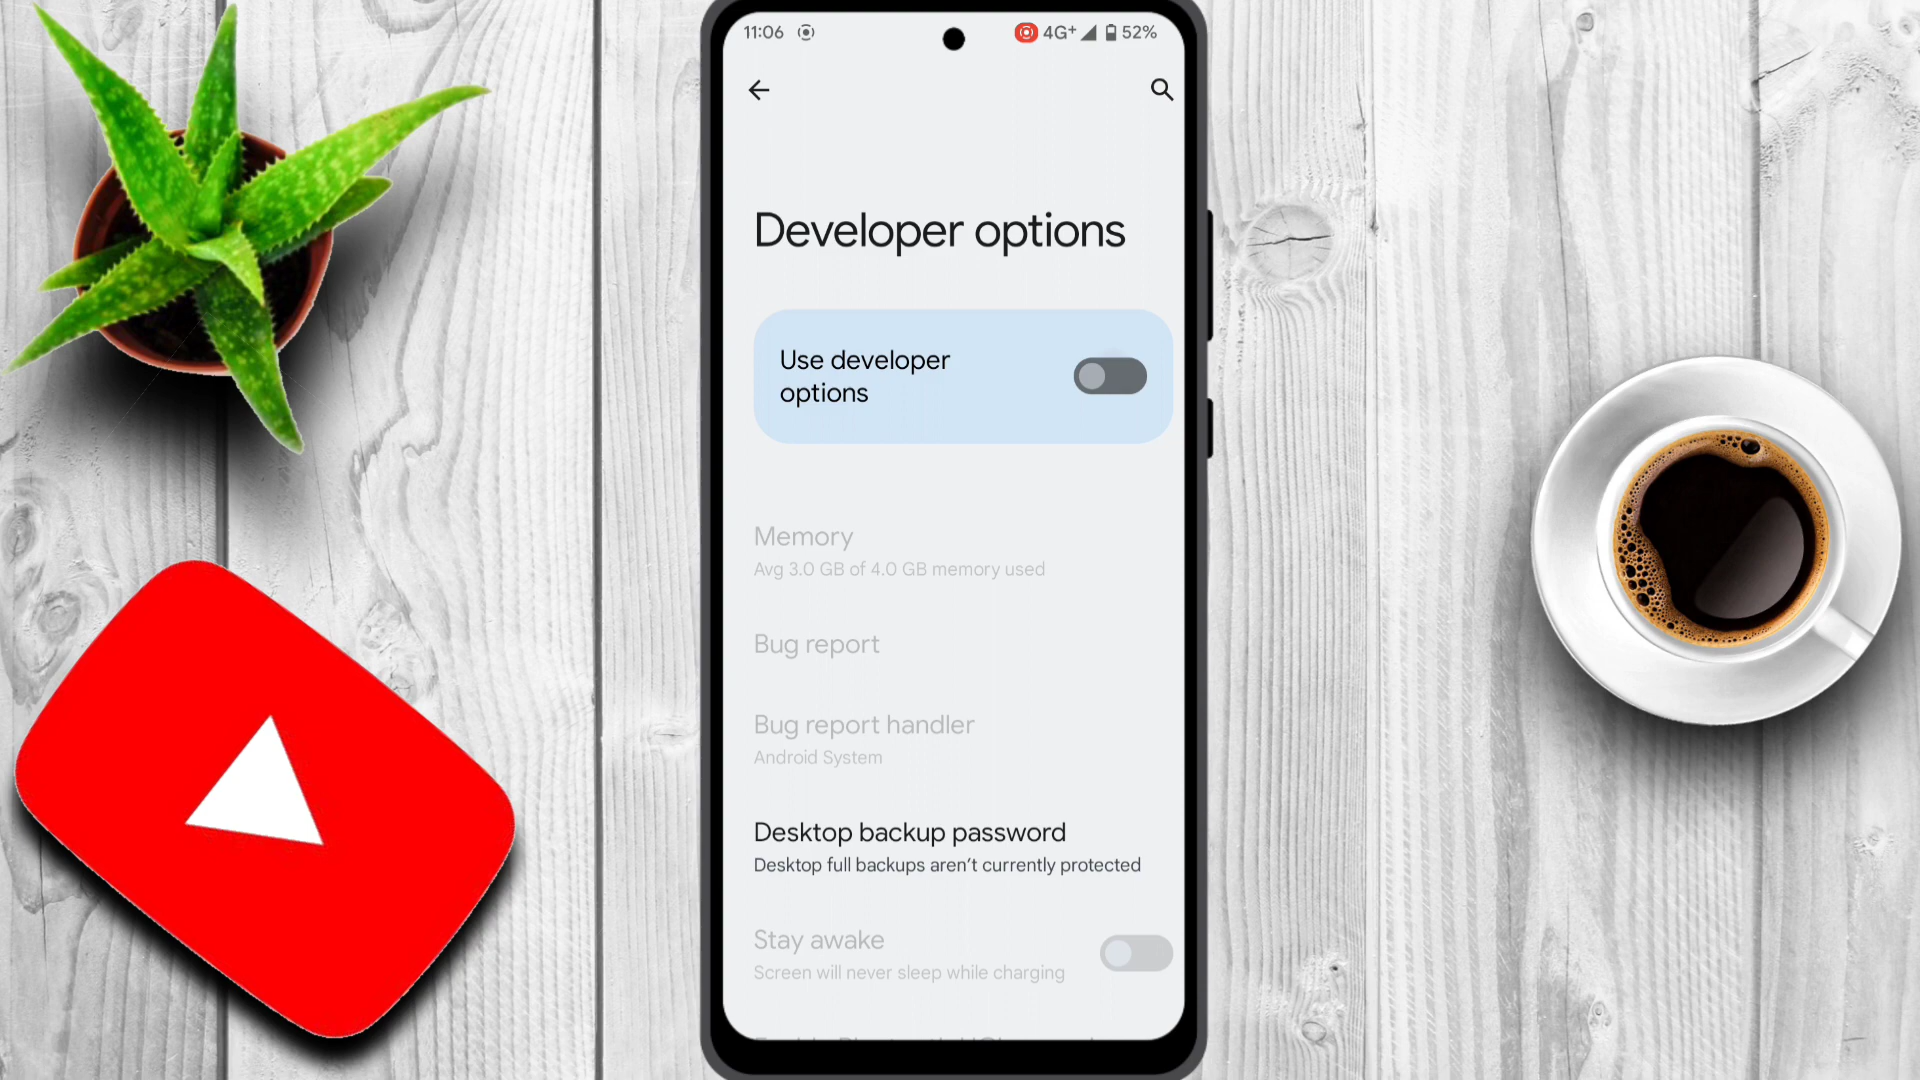 11:06 4G+ 52%
Developer options
Use developer
options
Memory
Avg 3.0 GB of 4.0 GB memory used
Bug report
Bug report handler
Android System
Desktop backup password
Desktop full backups aren't currently protected
Stay awake
Screen will never sleep while charging